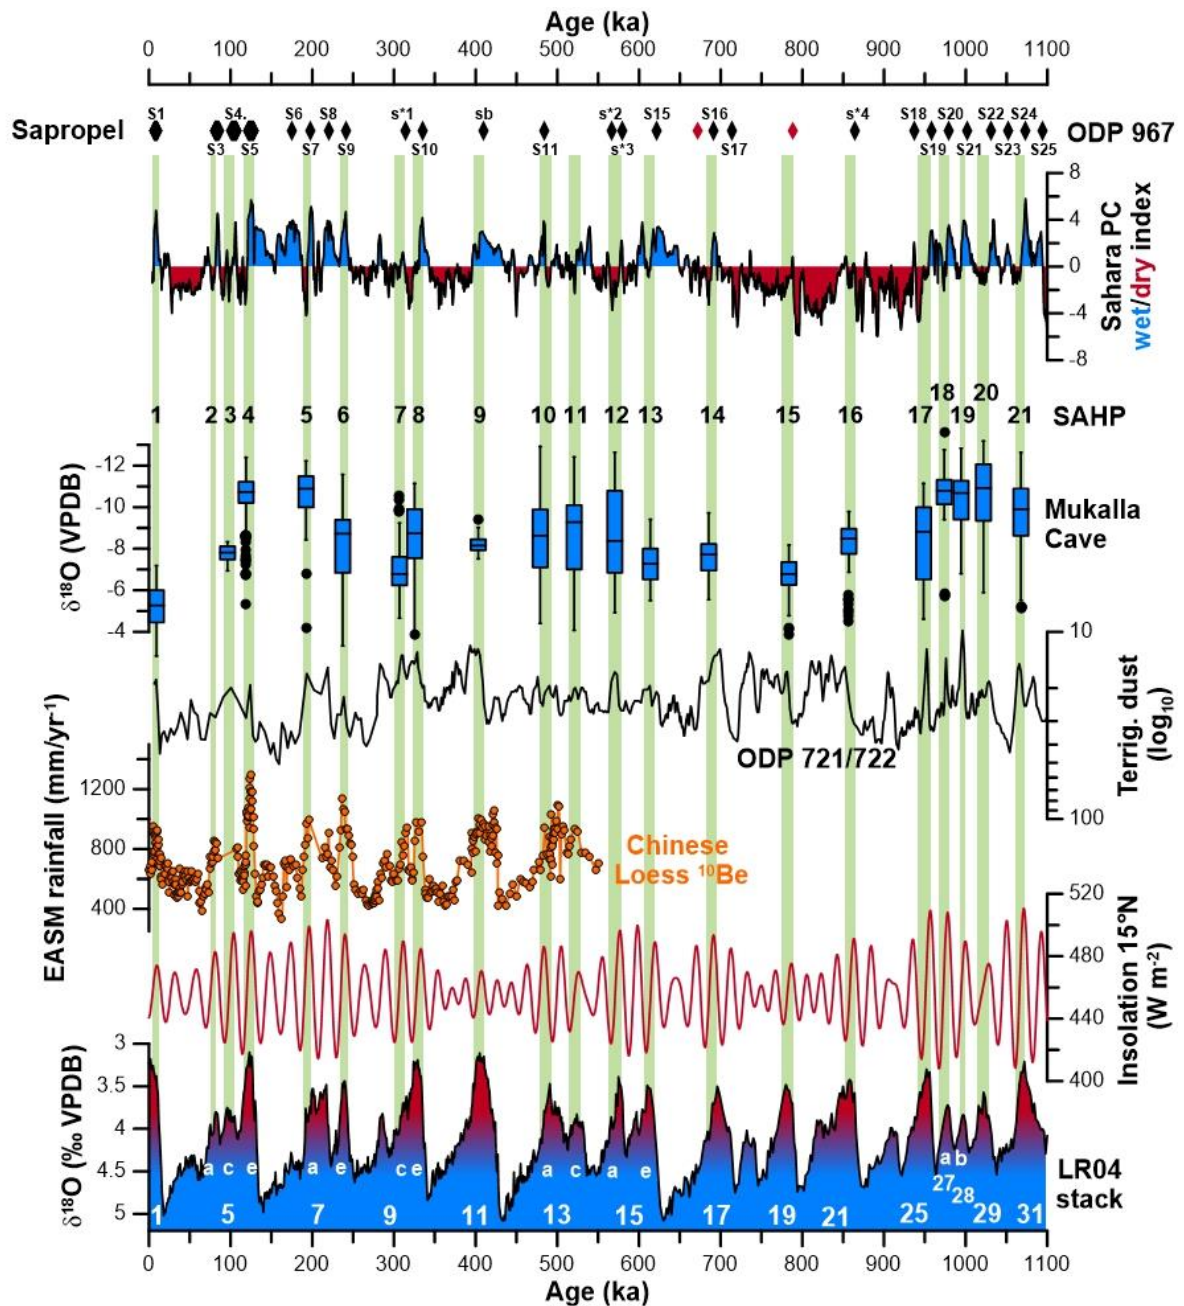 Age (ka)
0 100 200 300 400 500 600 700 800 900 1000 1100
S1 S4. S6 S8 s*1 sb s*2 S15 S16 s*4 S18 S20 S22 S24
Sapropel ODP 967
S3 S5 S7 S9 S10 S11 s*3 S17 S19 S21 S23 S25
8
4
0
-4
-8
Sahara PC
wet/dry index
18 20
1 2 3 4 5 6 7 8 9 10 11 12 13 14 15 16 17 19 21 SAHP
-12
-10
-8
-6
-4
δ¹⁸O (VPDB)
Mukalla
Cave
10
100
Terrig. dust
(log₁₀)
ODP 721/722
1200
800
400
EASM rainfall (mm/yr⁻¹)
Chinese
Loess ¹⁰Be
520
480
440
400
Insolation 15°N
(W m⁻²)
3
3.5
4
4.5
5
δ¹⁸O (‰ VPDB)
a c e a e c e a c a e a b
27
28
1 5 7 9 11 13 15 17 19 21 25 29 31
LR04
stack
0 100 200 300 400 500 600 700 800 900 1000 1100
Age (ka)